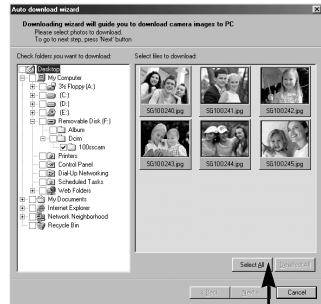 Auto download wizard
Downloading wizard will guide you to download camera images to PC
Please select photos to download.
To go to next step, press 'Next' button
Check folders you want to download:
Select files to download:
Desktop
My Computer
3½ Floppy (A:)
(C:)
(D:)
(E:)
Removable Disk (F:)
Album
Dcim
100sscam
Printers
Control Panel
Dial-Up Networking
Scheduled Tasks
Web Folders
My Documents
Internet Explorer
Network Neighborhood
Recycle Bin
SG100240.jpg
SG100241.jpg
SG100242.jpg
SG100243.jpg
SG100244.jpg
SG100245.jpg
Select All
Deselect All
< Back
Next >
Cancel